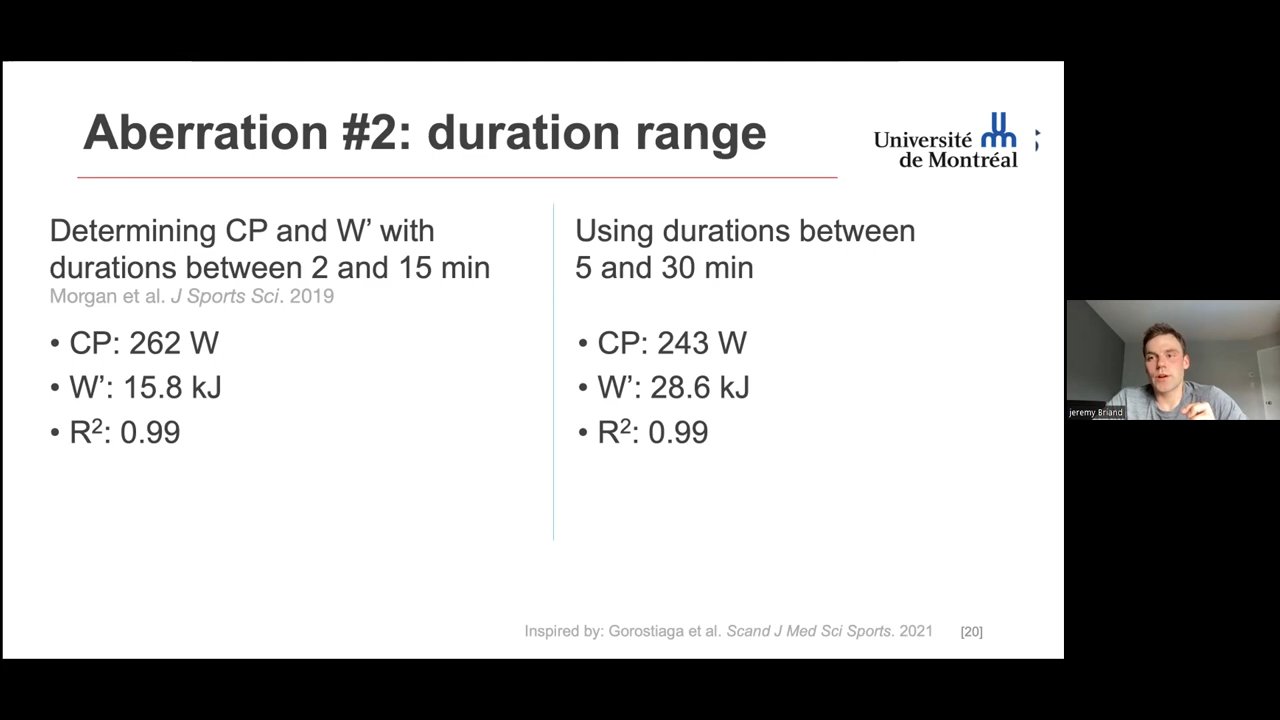 Aberration #2: duration range
Université
de Montréal
Determining CP and W’ with
durations between 2 and 15 min
Morgan et al. J Sports Sci. 2019
• CP: 262 W
• W’: 15.8 kJ
• R²: 0.99
Using durations between
5 and 30 min
• CP: 243 W
• W’: 28.6 kJ
• R²: 0.99
jeremy Briand
Inspired by: Gorostiaga et al. Scand J Med Sci Sports. 2021 [20]